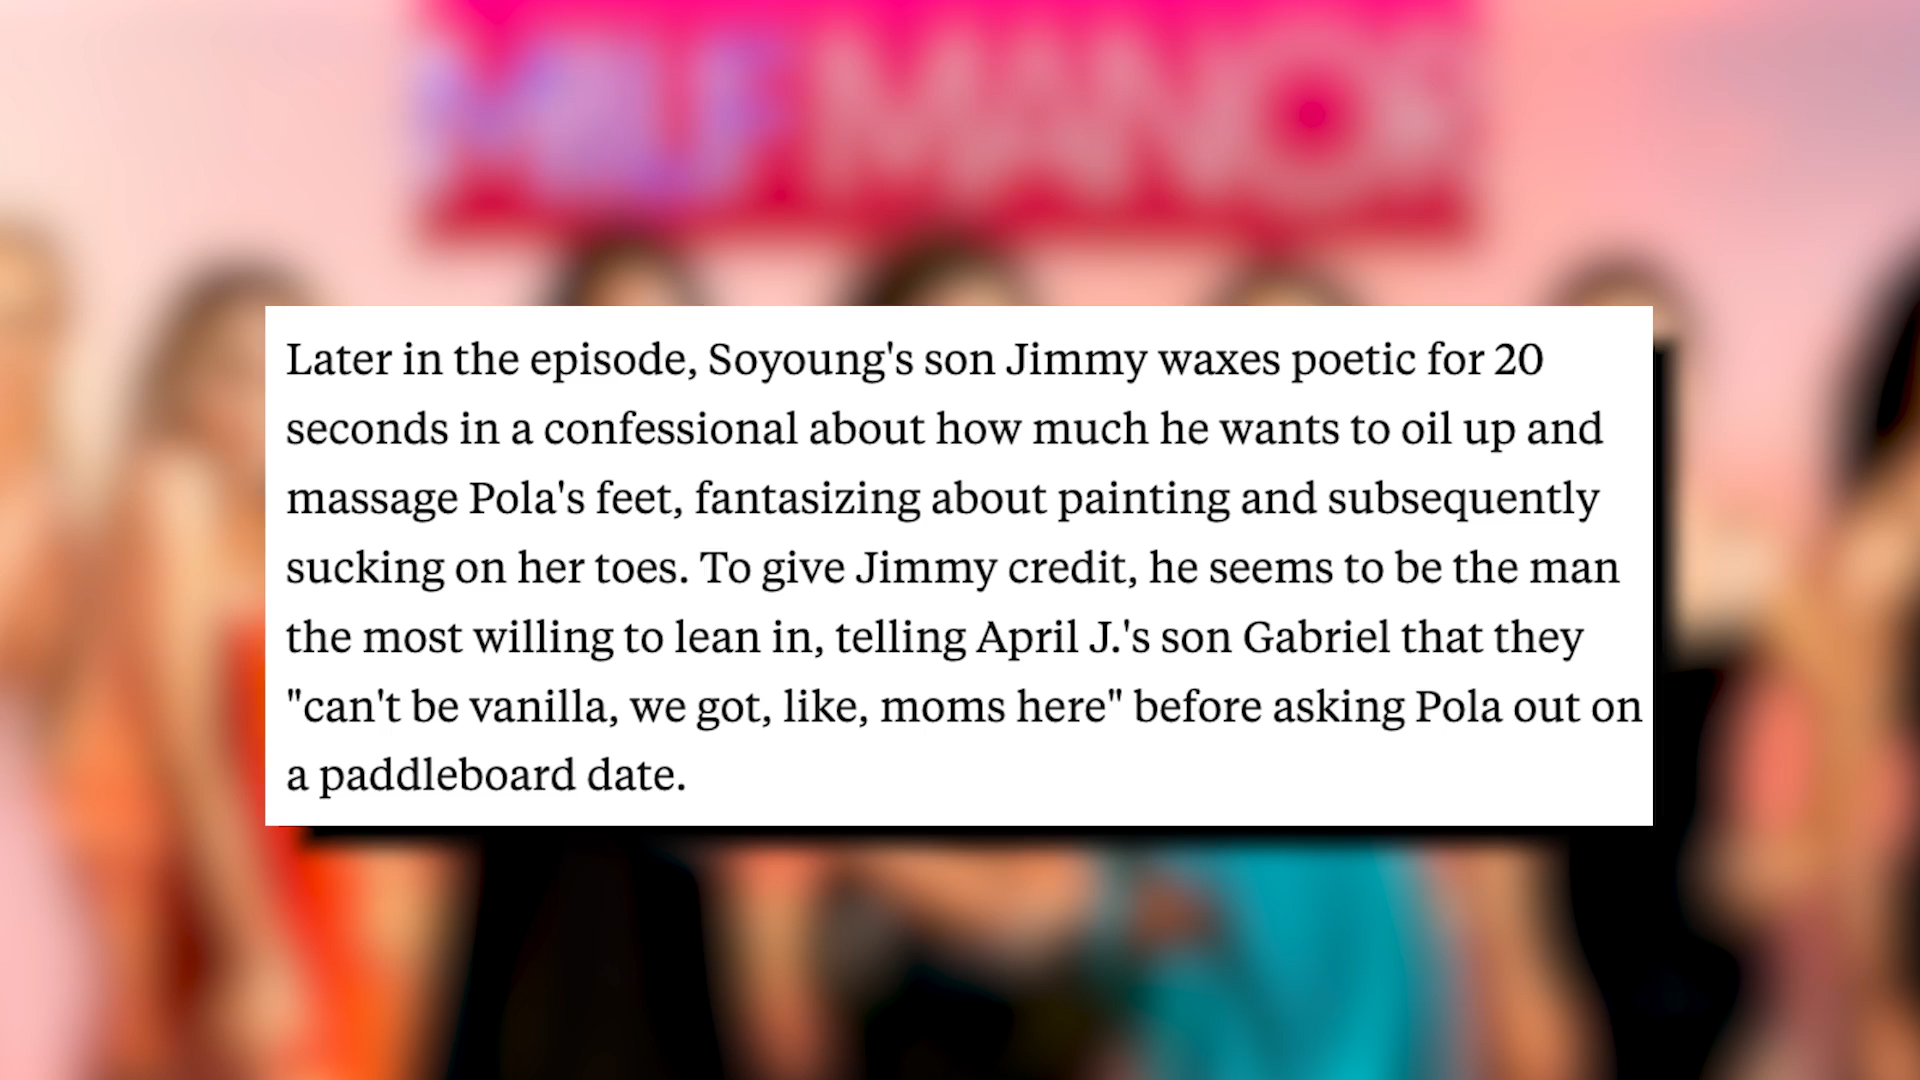 MILF MANOR
Later in the episode, Soyoung's son Jimmy waxes poetic for 20
seconds in a confessional about how much he wants to oil up and
massage Pola's feet, fantasizing about painting and subsequently
sucking on her toes. To give Jimmy credit, he seems to be the man
the most willing to lean in, telling April J.'s son Gabriel that they
"can't be vanilla, we got, like, moms here" before asking Pola out on
a paddleboard date.